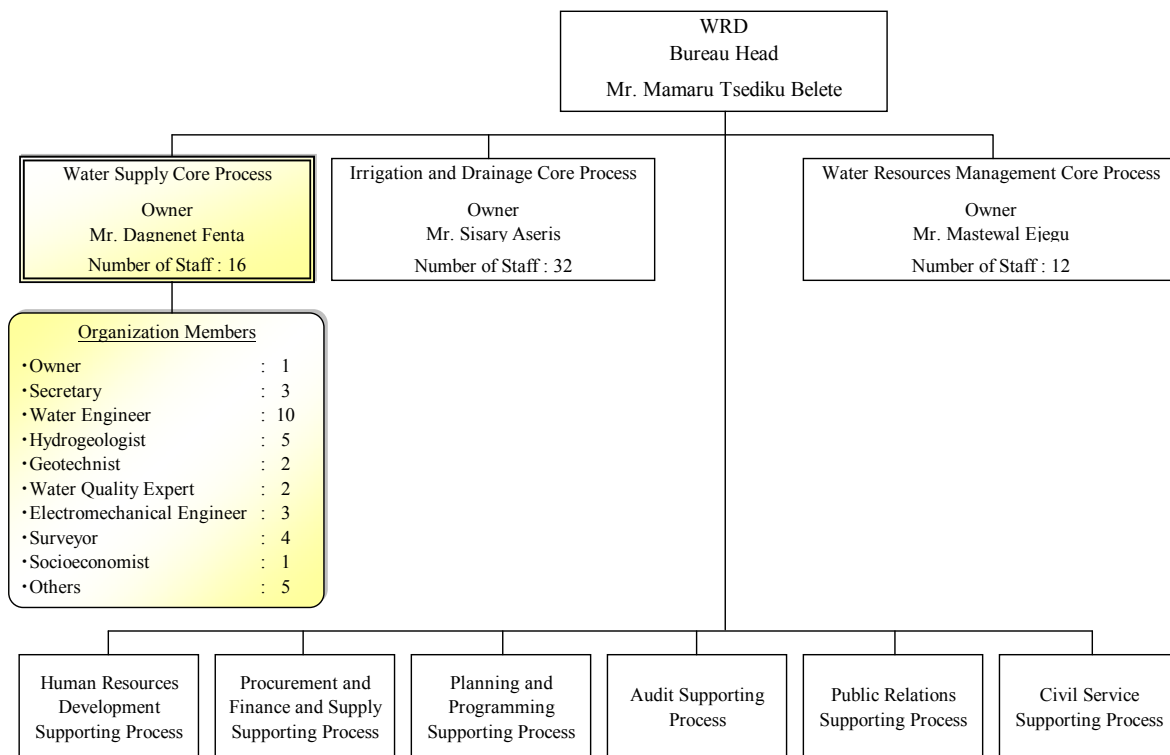 WRD
Bureau Head
Mr. Mamaru Tsediku Belete
Water Supply Core Process
Owner
Mr. Dagnenet Fenta
Number of Staff : 16
Irrigation and Drainage Core Process
Owner
Mr. Sisary Aseris
Number of Staff : 32
Water Resources Management Core Process
Owner
Mr. Mastewal Ejegu
Number of Staff : 12
Organization Members
・Owner : 1
・Secretary : 3
・Water Engineer : 10
・Hydrogeologist : 5
・Geotechnist : 2
・Water Quality Expert : 2
・Electromechanical Engineer : 3
・Surveyor : 4
・Socioeconomist : 1
・Others : 5
Human Resources
Development
Supporting Process
Procurement and
Finance and Supply
Supporting Process
Planning and
Programming
Supporting Process
Audit Supporting
Process
Public Relations
Supporting Process
Civil Service
Supporting Process